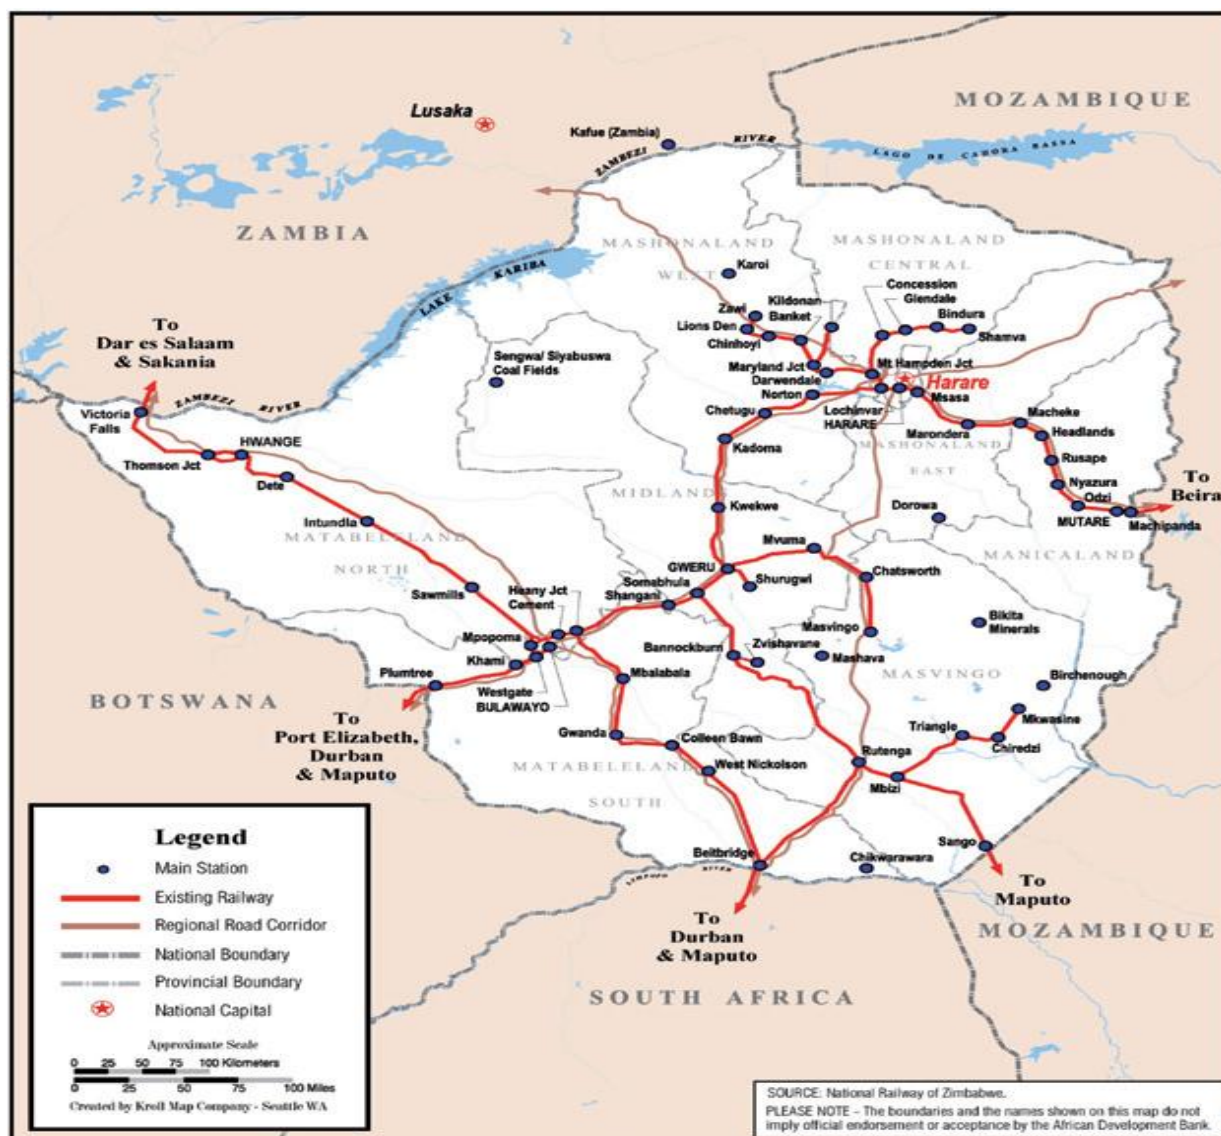 MOZAMBIQUE
Lusaka
Kafue (Zambia)
ZAMBEZI RIVER
LAGO DE CAHORA BASSA
ZAMBIA
MASHONALAND
WEST
MASHONALAND
CENTRAL
LAKE KARIBA
Karoi
Concession
Glendale
Kildonan
Banket
Zawi
Bindura
Lions Den
Shamva
Chinhoyi
To
Dar es Salaam
& Sakania
Sengwa/ Siyabuswa
Coal Fields
Maryland Jct
Mt Hampden Jct
Darwendale
Harare
Norton
Msasa
ZAMBEZI RIVER
Victoria
Falls
Chetugu
Lochinvar
HARARE
Macheke
Marondera
Headlands
HWANGE
Kadoma
MASHONALAND
EAST
Thomson Jct
Rusape
Dete
Nyazura
To
Beira
MIDLANDS
Odzi
Kwekwe
Dorowa
MUTARE
Machipanda
Intundla
MATABELELAND
NORTH
Mvuma
MANICALAND
GWERU
Chatsworth
Somabhula
Shurugwi
Heany Jct
Cement
Shangani
Sawmills
Bikita
Minerals
Mpopoma
Masvingo
Bannockburn
Zvishavane
Khami
Mashava
Plumtree
Mbalabala
MASVINGO
Birchenough
BOTSWANA
Westgate
BULAWAYO
To
Port Elizabeth,
Durban
& Maputo
Mkwasine
Triangle
Gwanda
Colleen Bawn
Chiredzi
Rutenga
MATABELELAND
SOUTH
West Nickolson
Mbizi
Beitbridge
Sango
Chikwarawara
LIMPOPO RIVER
To
Maputo
To
Durban
& Maputo
MOZAMBIQUE
SOUTH AFRICA
Legend
Main Station
Existing Railway
Regional Road Corridor
National Boundary
Provincial Boundary
National Capital
Approximate Scale
0 25 50 75 100 Kilometers
0 25 50 75 100 Miles
Created by Kroll Map Company - Seattle WA
SOURCE: National Railway of Zimbabwe.
PLEASE NOTE – The boundaries and the names shown on this map do not
imply official endorsement or acceptance by the African Development Bank.